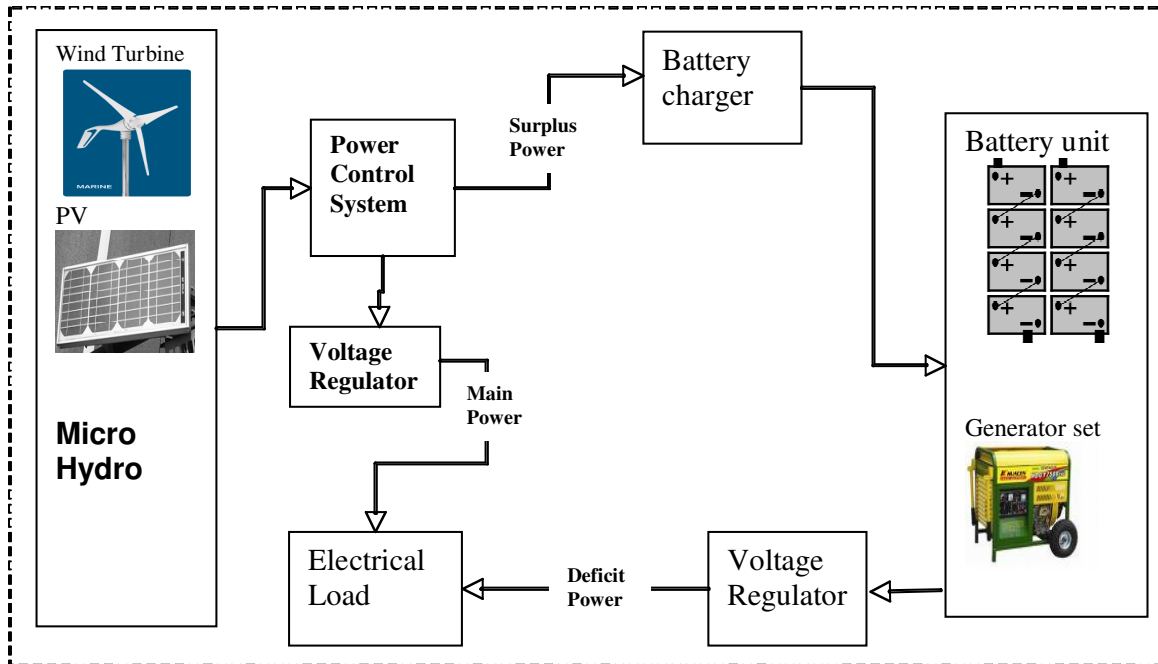 Wind Turbine
MARINE
PV
Micro
Hydro
Power
Control
System
Surplus
Power
Battery
charger
Voltage
Regulator
Main
Power
Electrical
Load
Deficit
Power
Voltage
Regulator
Battery unit
+ +
+ +
+ +
+ +
Generator set